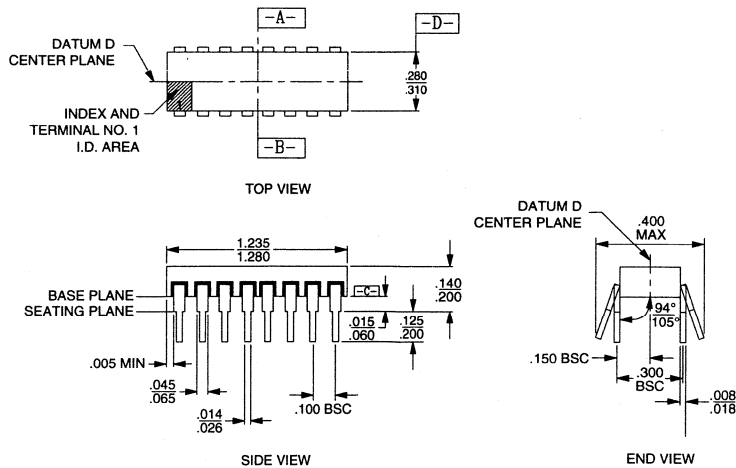 -A-
-D-
DATUM D
CENTER PLANE
.280
.310
INDEX AND
TERMINAL NO. 1
I.D. AREA
1
-B-
TOP VIEW
DATUM D
CENTER PLANE
.400
MAX
1.235
1.280
BASE PLANE
SEATING PLANE
-C-
.140
.200
.015
.060
.125
.200
94°
105°
.005 MIN
.045
.065
.014
.026
.100 BSC
.150 BSC
.300
BSC
.008
.018
SIDE VIEW
END VIEW